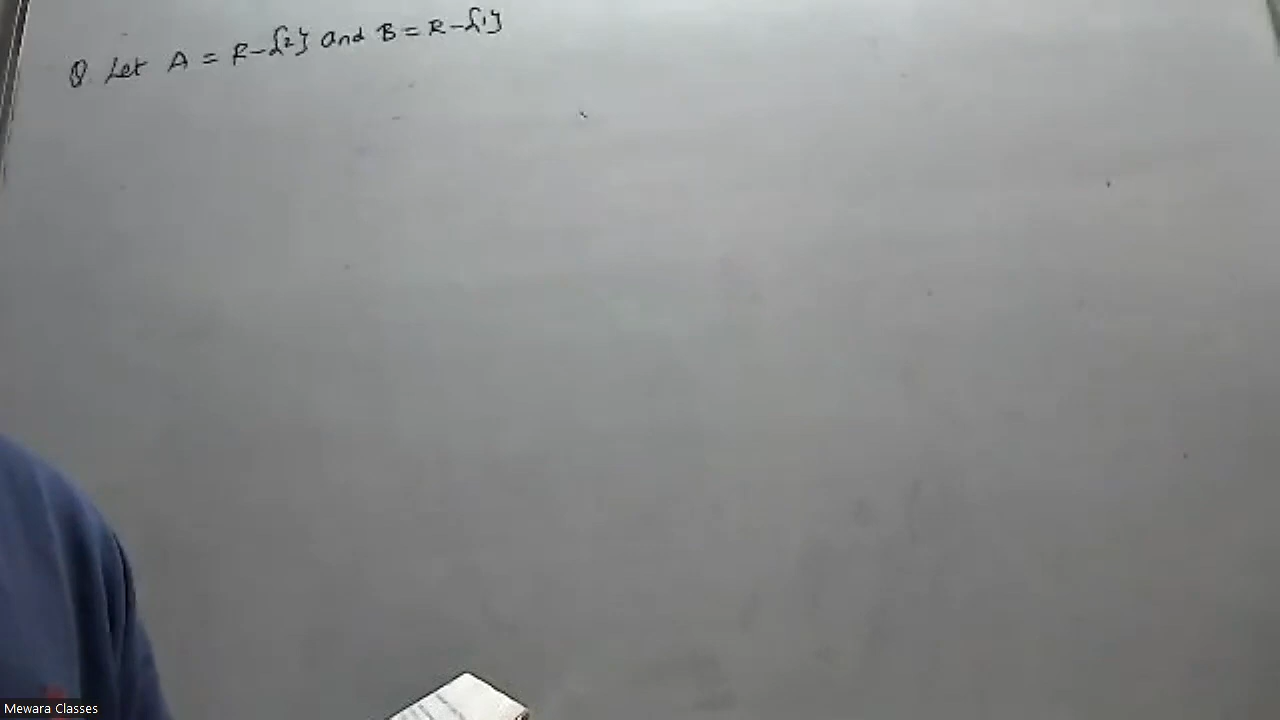 Q. Let A = R-{2} and B = R-{1}
Mewara Classes